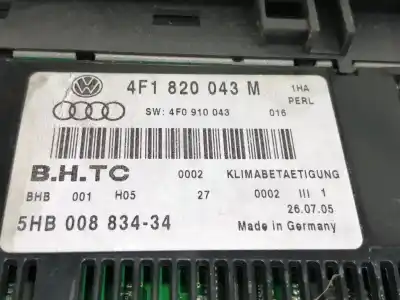 4F1 820 043 M 1HA
PERL
SW: 4F0 910 043 016
B.H.TC 0002 KLIMABETAETIGUNG
BHB 001 H05 27 0002 III 1
26.07.05
5HB 008 834-34 Made in Germany